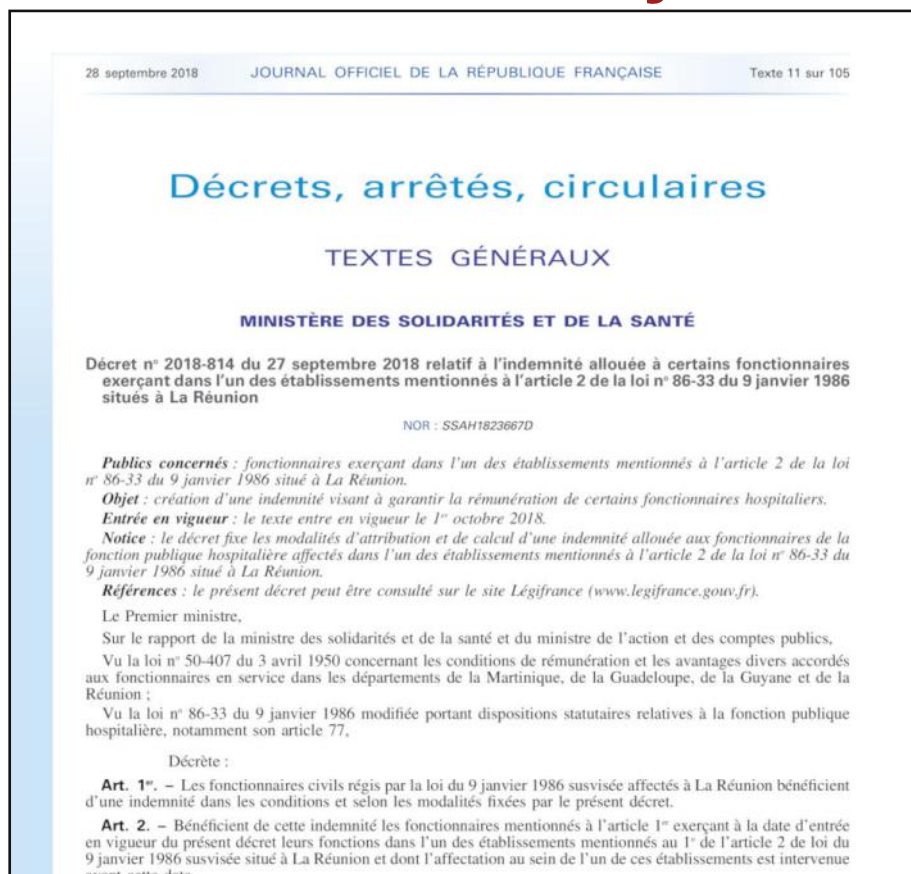 28 septembre 2018 JOURNAL OFFICIEL DE LA RÉPUBLIQUE FRANÇAISE Texte 11 sur 105
Décrets, arrêtés, circulaires
TEXTES GÉNÉRAUX
MINISTÈRE DES SOLIDARITÉS ET DE LA SANTÉ
Décret nᵒ 2018-814 du 27 septembre 2018 relatif à l'indemnité allouée à certains fonctionnaires
exerçant dans l'un des établissements mentionnés à l'article 2 de la loi nᵒ 86-33 du 9 janvier 1986
situés à La Réunion
NOR : SSAH1823667D
Publics concernés : fonctionnaires exerçant dans l'un des établissements mentionnés à l'article 2 de la loi
nᵒ 86-33 du 9 janvier 1986 situé à La Réunion.
Objet : création d'une indemnité visant à garantir la rémunération de certains fonctionnaires hospitaliers.
Entrée en vigueur : le texte entre en vigueur le 1ᵉʳ octobre 2018.
Notice : le décret fixe les modalités d'attribution et de calcul d'une indemnité allouée aux fonctionnaires de la
fonction publique hospitalière affectés dans l'un des établissements mentionnés à l'article 2 de la loi nᵒ 86-33 du
9 janvier 1986 situé à La Réunion.
Références : le présent décret peut être consulté sur le site Légifrance (www.legifrance.gouv.fr).
Le Premier ministre,
Sur le rapport de la ministre des solidarités et de la santé et du ministre de l'action et des comptes publics,
Vu la loi nᵒ 50-407 du 3 avril 1950 concernant les conditions de rémunération et les avantages divers accordés
aux fonctionnaires en service dans les départements de la Martinique, de la Guadeloupe, de la Guyane et de la
Réunion ;
Vu la loi nᵒ 86-33 du 9 janvier 1986 modifiée portant dispositions statutaires relatives à la fonction publique
hospitalière, notamment son article 77,
Décrète :
Art. 1ᵉʳ. – Les fonctionnaires civils régis par la loi du 9 janvier 1986 susvisée affectés à La Réunion bénéficient
d'une indemnité dans les conditions et selon les modalités fixées par le présent décret.
Art. 2. – Bénéficient de cette indemnité les fonctionnaires mentionnés à l'article 1ᵉʳ exerçant à la date d'entrée
en vigueur du présent décret leurs fonctions dans l'un des établissements mentionnés au 1° de l'article 2 de loi du
9 janvier 1986 susvisée situé à La Réunion et dont l'affectation au sein de l'un de ces établissements est intervenue
avant cette date.